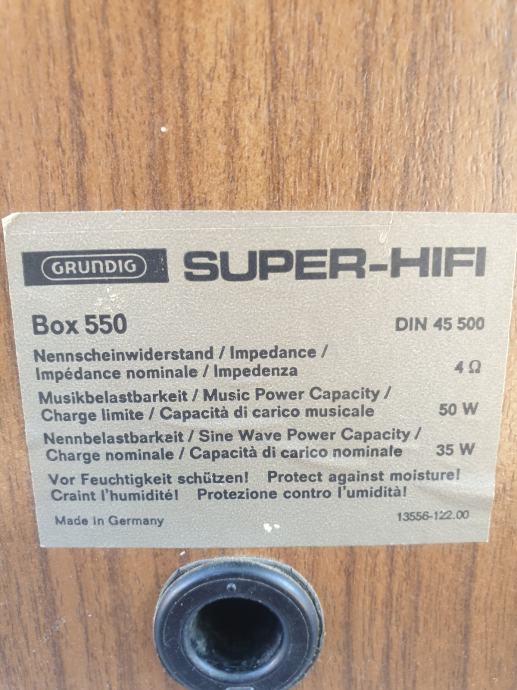 GRUNDIG SUPER-HIFI
Box 550 DIN 45 500
Nennscheinwiderstand / Impedance /
Impédance nominale / Impedenza 4 Ω
Musikbelastbarkeit / Music Power Capacity /
Charge limite / Capacità di carico musicale 50 W
Nennbelastbarkeit / Sine Wave Power Capacity /
Charge nominale / Capacità di carico nominale 35 W
Vor Feuchtigkeit schützen! Protect against moisture!
Craint l'humidité! Protezione contro l'umidità!
Made in Germany 13556-122.00